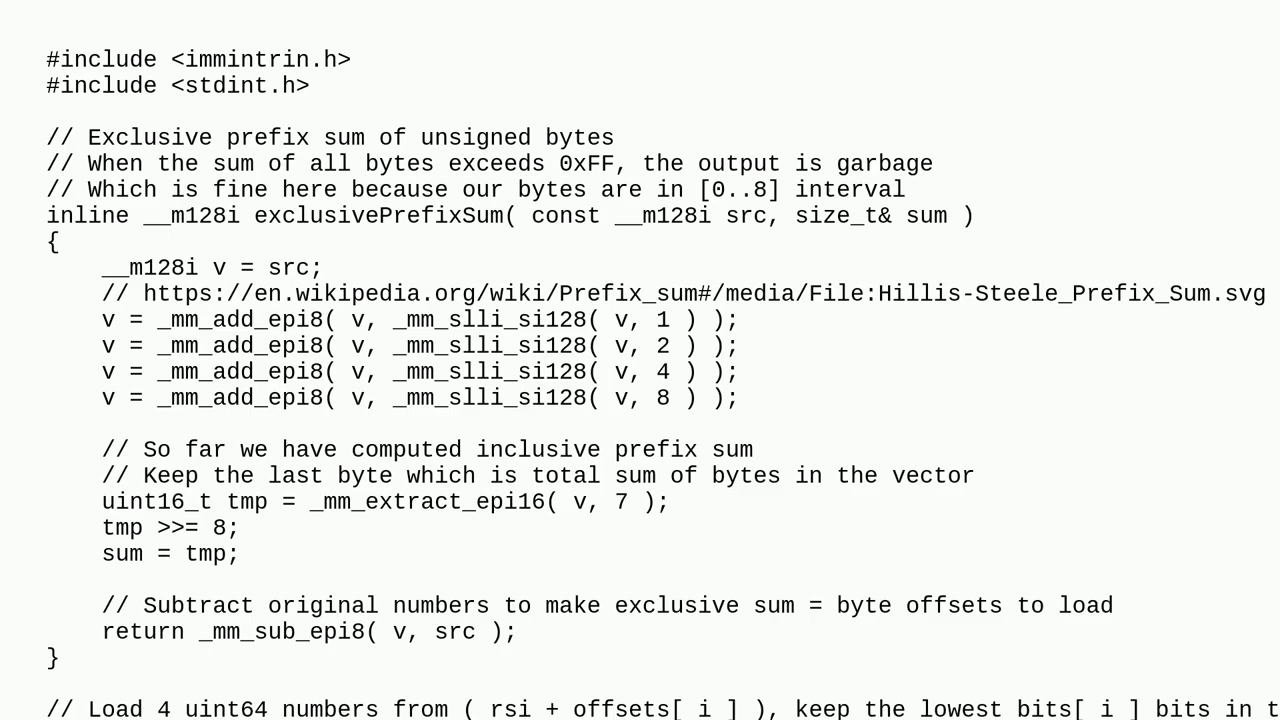 #include <immintrin.h>
#include <stdint.h>
// Exclusive prefix sum of unsigned bytes
// When the sum of all bytes exceeds 0xFF, the output is garbage
// Which is fine here because our bytes are in [0..8] interval
inline __m128i exclusivePrefixSum( const __m128i src, size_t& sum )
{
    __m128i v = src;
    // https://en.wikipedia.org/wiki/Prefix_sum#/media/File:Hillis-Steele_Prefix_Sum.svg
    v = _mm_add_epi8( v, _mm_slli_si128( v, 1 ) );
    v = _mm_add_epi8( v, _mm_slli_si128( v, 2 ) );
    v = _mm_add_epi8( v, _mm_slli_si128( v, 4 ) );
    v = _mm_add_epi8( v, _mm_slli_si128( v, 8 ) );
    // So far we have computed inclusive prefix sum
    // Keep the last byte which is total sum of bytes in the vector
    uint16_t tmp = _mm_extract_epi16( v, 7 );
    tmp >>= 8;
    sum = tmp;
    // Subtract original numbers to make exclusive sum = byte offsets to load
    return _mm_sub_epi8( v, src );
}
// Load 4 uint64 numbers from ( rsi + offsets[ i ] ), keep the lowest bits[ i ] bits in